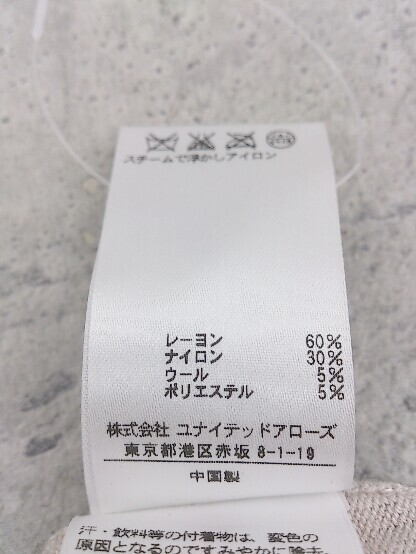 スチームで浮かしアイロン
レーヨン 60%
ナイロン 30%
ウール 5%
ポリエステル 5%
株式会社 ユナイテッドアローズ
東京都港区赤坂 8-1-19
中国製
汗・飲料等の付着物は、変色の
原因となるのですみやかに除去